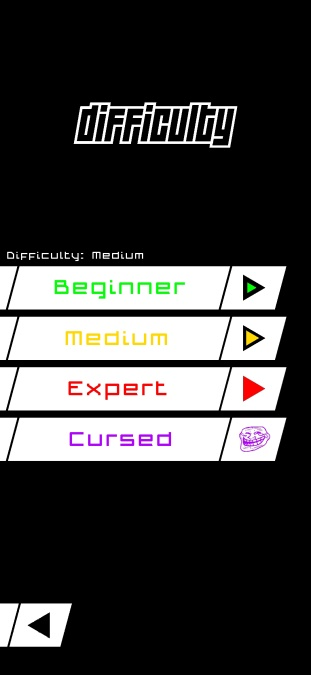 difficulty
Difficulty: Medium
Beginner
Medium
Expert
Cursed